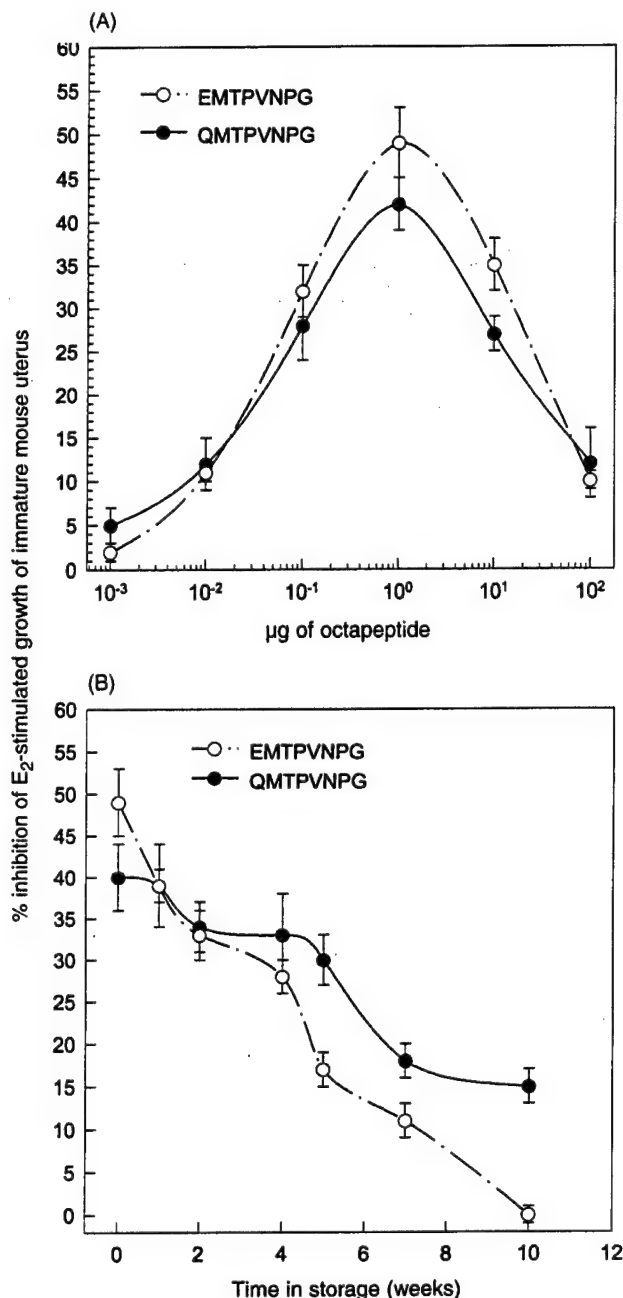 (A)
60
55
50
45
40
35
30
25
20
15
10
5
0
EMTPVNPG
QMTPVNPG
10⁻³ 10⁻² 10⁻¹ 10⁰ 10¹ 10²
µg of octapeptide
% inhibition of E₂-stimulated growth of immature mouse uterus
(B)
60
55
50
45
40
35
30
25
20
15
10
5
0
EMTPVNPG
QMTPVNPG
0 2 4 6 8 10 12
Time in storage (weeks)